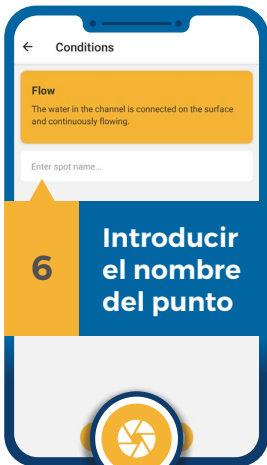 Conditions
Flow
The water in the channel is connected on the surface
and continuously flowing.
Enter spot name...
6
Introducir
el nombre
del punto